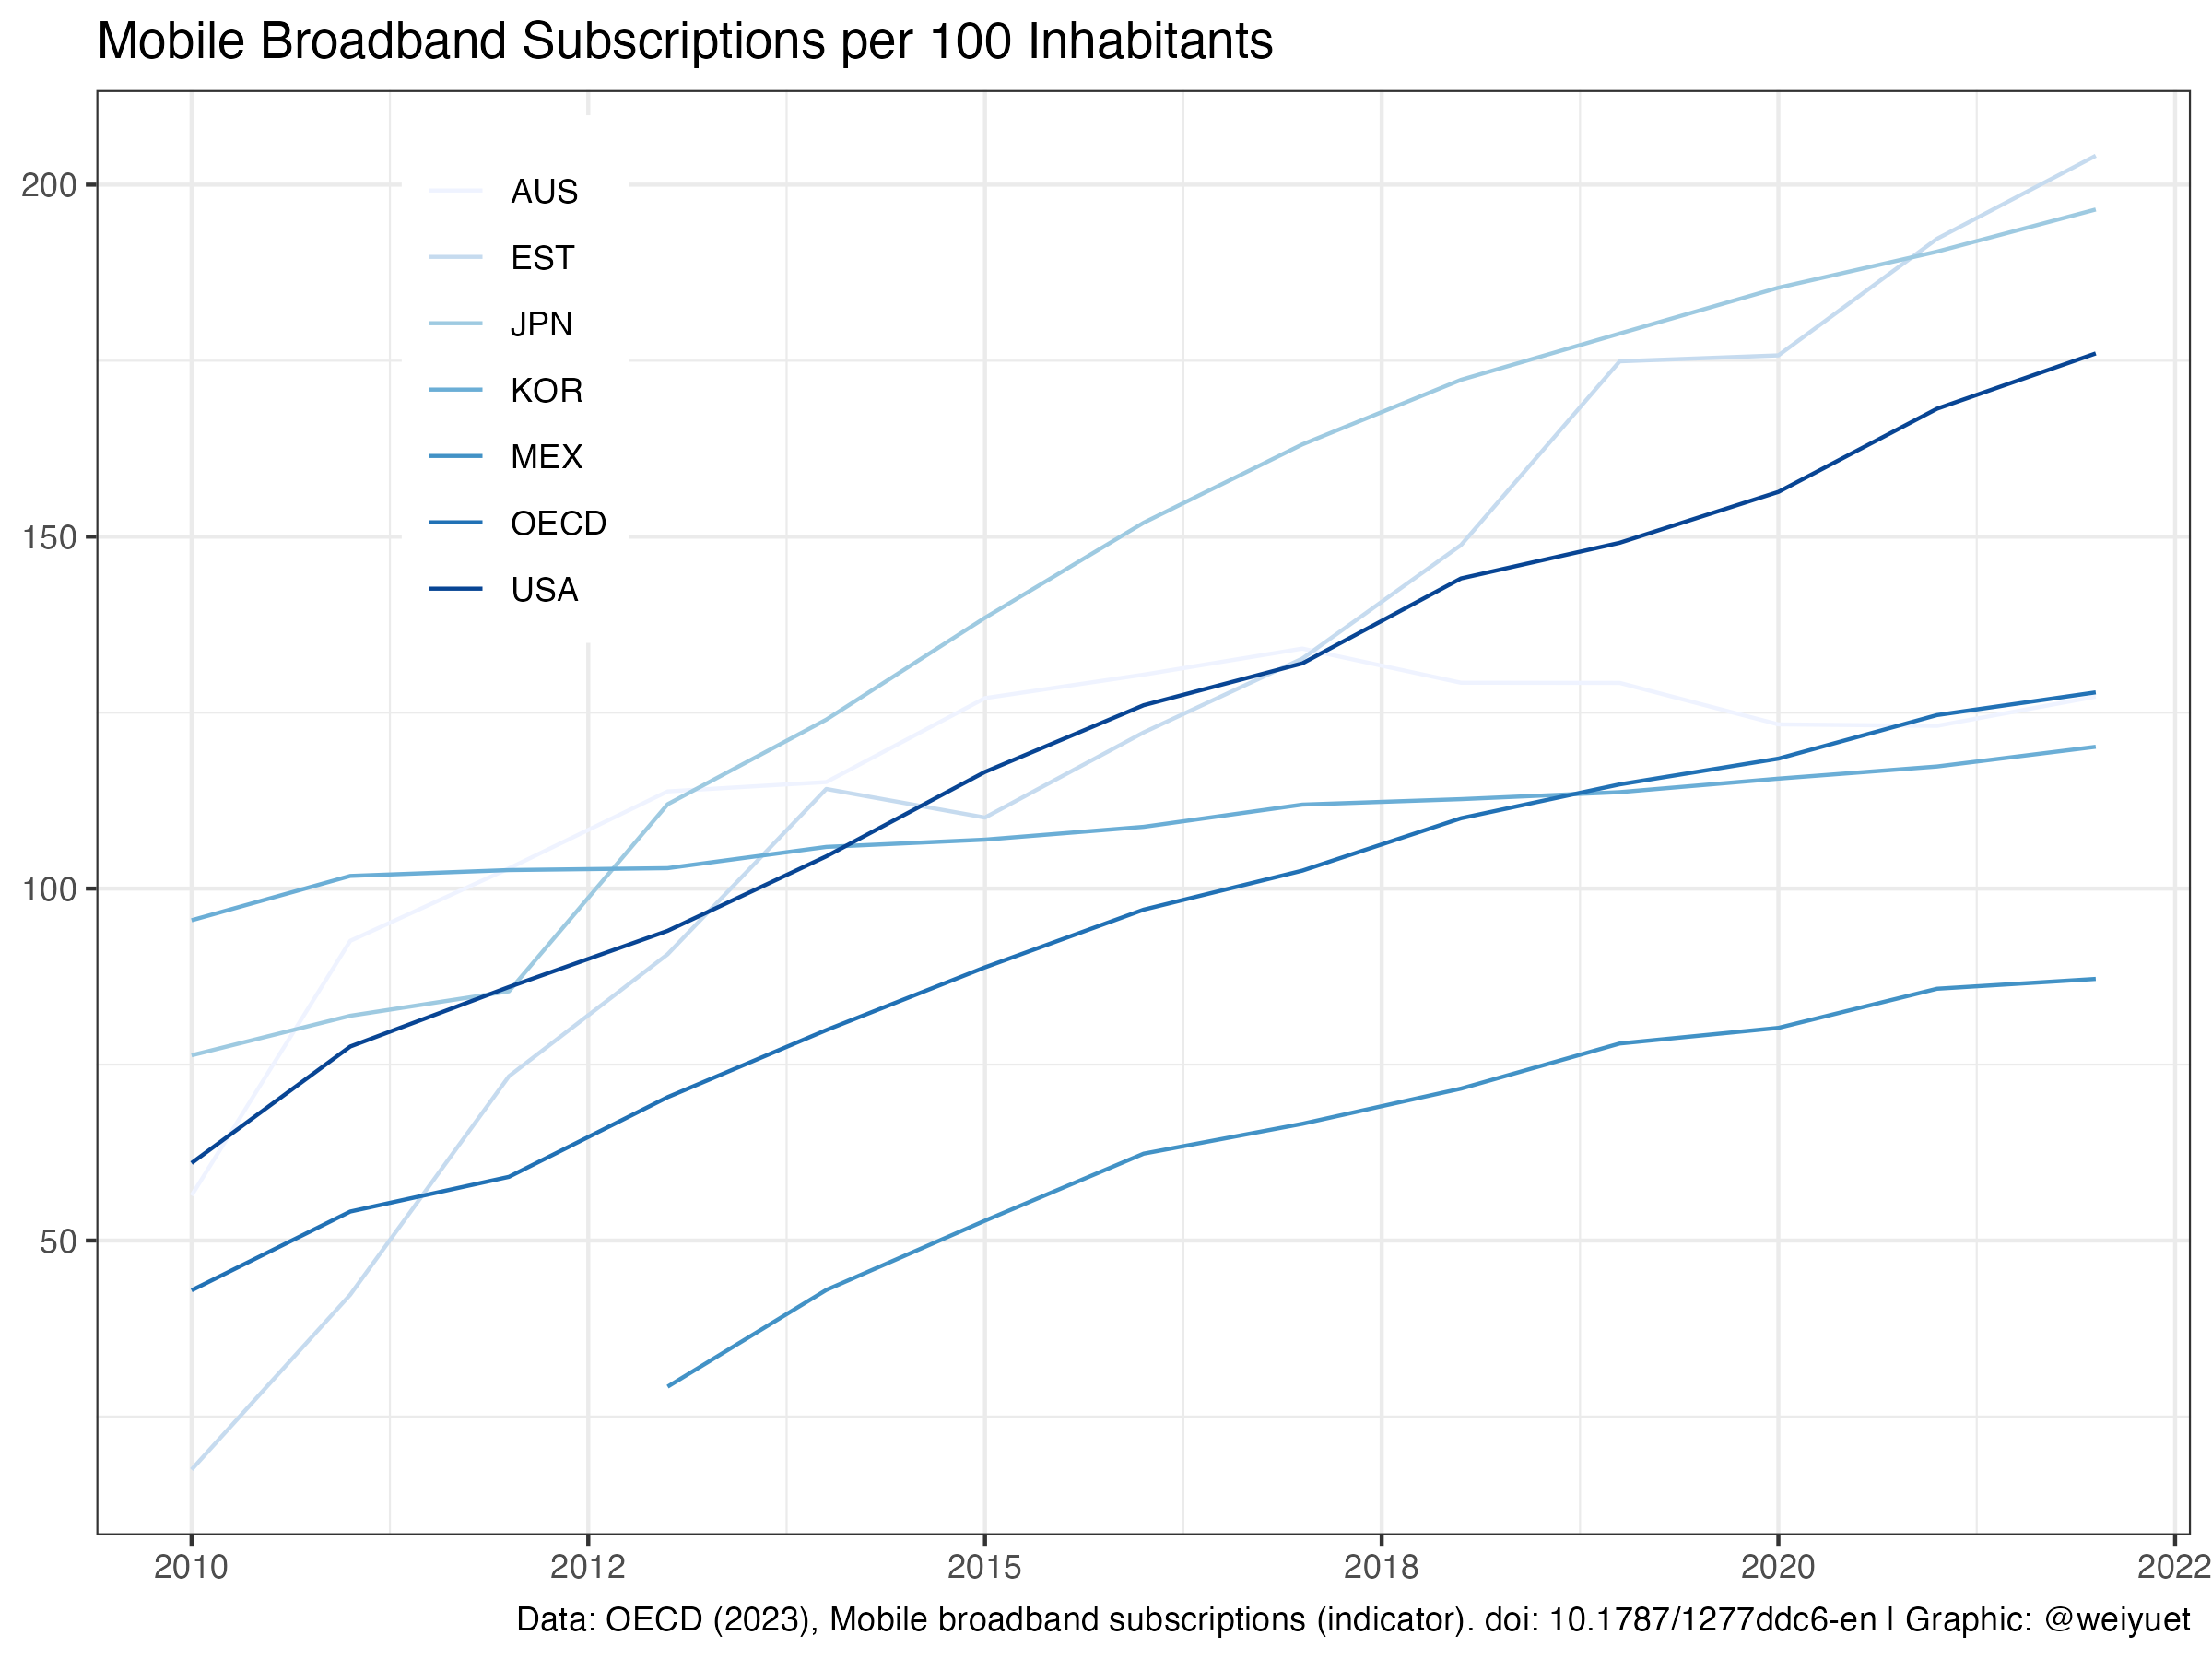 Mobile Broadband Subscriptions per 100 Inhabitants
200
150
100
50
AUS
EST
JPN
KOR
MEX
OECD
USA
2010 2012 2015 2018 2020 2022
Data: OECD (2023), Mobile broadband subscriptions (indicator). doi: 10.1787/1277ddc6-en | Graphic: @weiyuet